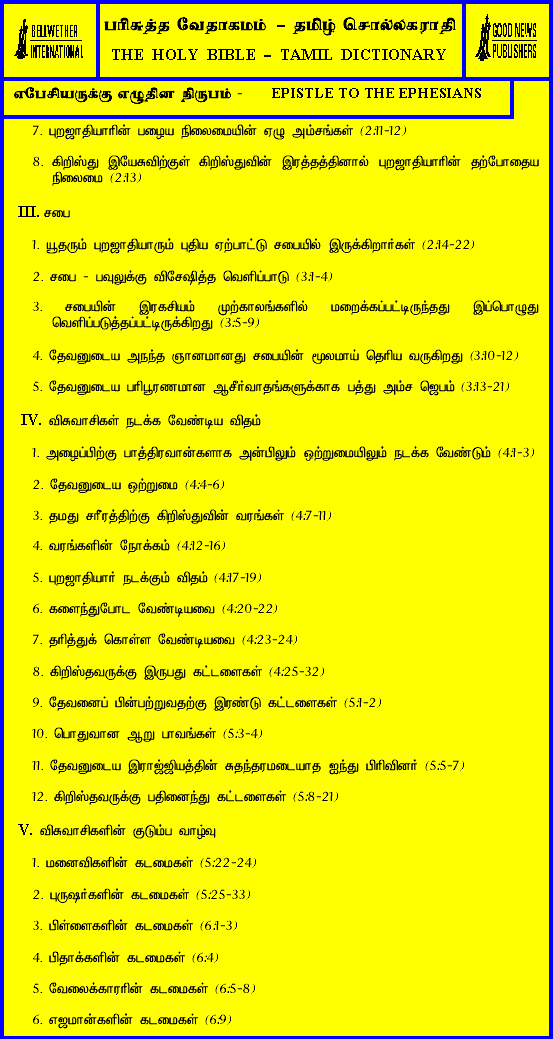 BELLWETHER
INTERNATIONAL
பரிசுத்த வேதாகமம் – தமிழ் சொல்லகராதி
THE HOLY BIBLE – TAMIL DICTIONARY
GOOD NEWS
PUBLISHERS
எபேசியருக்கு எழுதின நிருபம் - EPISTLE TO THE EPHESIANS
7. புறஜாதியாரின் பழைய நிலைமையின் ஏழு அம்சங்கள் (2:11-12)
8. கிறிஸ்து இயேசுவிற்குள் கிறிஸ்துவின் இரத்தத்தினால் புறஜாதியாரின் தற்போதைய
நிலைமை (2:13)
III. சபை
1. யூதரும் புறஜாதியாரும் புதிய ஏற்பாட்டு சபையில் இருக்கிறார்கள் (2:14-22)
2. சபை - பவுலுக்கு விசேஷித்த வெளிப்பாடு (3:1-4)
3. சபையின் இரகசியம் முற்காலங்களில் மறைக்கப்பட்டிருந்தது இப்பொழுது
வெளிப்படுத்தப்பட்டிருக்கிறது (3:5-9)
4. தேவனுடைய அநந்த ஞானமானது சபையின் மூலமாய் தெரிய வருகிறது (3:10-12)
5. தேவனுடைய பரிபூரணமான ஆசீர்வாதங்களுக்காக பத்து அம்ச ஜெபம் (3:13-21)
IV. விசுவாசிகள் நடக்க வேண்டிய விதம்
1. அழைப்பிற்கு பாத்திரவான்களாக அன்பிலும் ஒற்றுமையிலும் நடக்க வேண்டும் (4:1-3)
2. தேவனுடைய ஒற்றுமை (4:4-6)
3. தமது சரீரத்திற்கு கிறிஸ்துவின் வரங்கள் (4:7-11)
4. வரங்களின் நோக்கம் (4:12-16)
5. புறஜாதியார் நடக்கும் விதம் (4:17-19)
6. களைந்துபோட வேண்டியவை (4:20-22)
7. தரித்துக் கொள்ள வேண்டியவை (4:23-24)
8. கிறிஸ்தவருக்கு இருபது கட்டளைகள் (4:25-32)
9. தேவனைப் பின்பற்றுவதற்கு இரண்டு கட்டளைகள் (5:1-2)
10. பொதுவான ஆறு பாவங்கள் (5:3-4)
11. தேவனுடைய இராஜ்ஜியத்தின் சுதந்தரமடையாத ஐந்து பிரிவினர் (5:5-7)
12. கிறிஸ்தவருக்கு பதினைந்து கட்டளைகள் (5:8-21)
V. விசுவாசிகளின் குடும்ப வாழ்வு
1. மனைவிகளின் கடமைகள் (5:22-24)
2. புருஷர்களின் கடமைகள் (5:25-33)
3. பிள்ளைகளின் கடமைகள் (6:1-3)
4. பிதாக்களின் கடமைகள் (6:4)
5. வேலைக்காரரின் கடமைகள் (6:5-8)
6. எஜமான்களின் கடமைகள் (6:9)